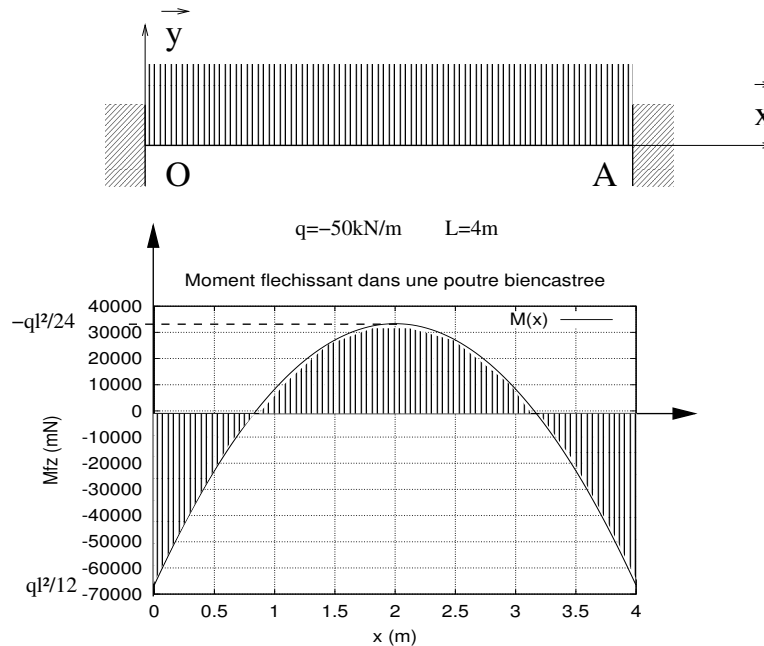 y
x
O
A
q=−50kN/m L=4m
Moment flechissant dans une poutre biencastree
M(x)
−ql²/24
ql²/12
Mfz (mN)
40000
30000
20000
10000
0
-10000
-20000
-30000
-40000
-50000
-60000
-70000
0 0.5 1 1.5 2 2.5 3 3.5 4
x (m)